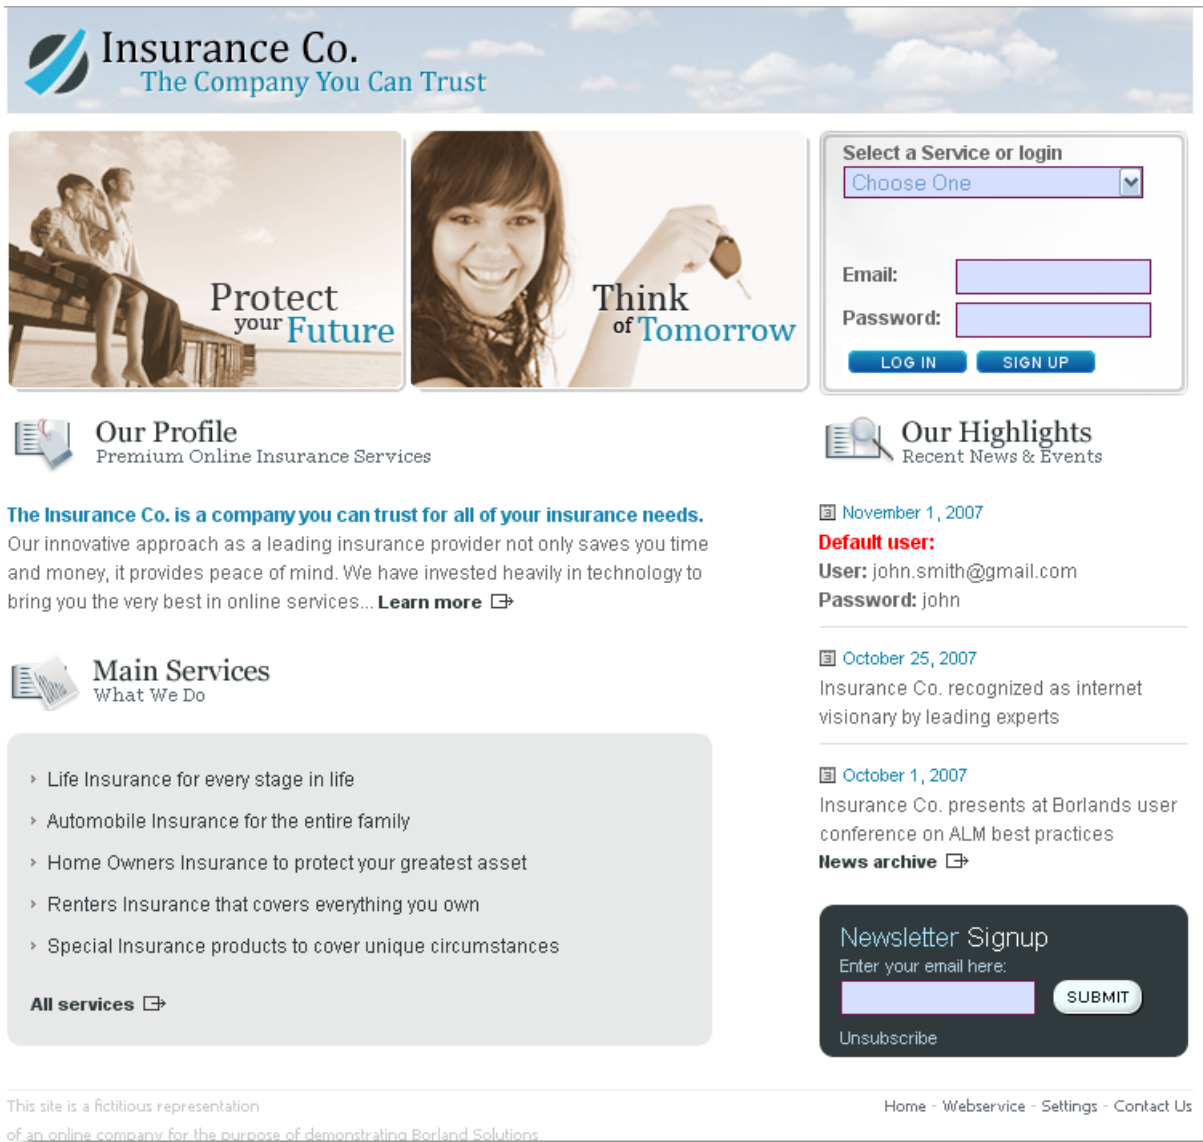 Insurance Co.
The Company You Can Trust
Protect
your Future
Think
of Tomorrow
Select a Service or login
Choose One
Email:
Password:
LOG IN
SIGN UP
Our Profile
Premium Online Insurance Services
The Insurance Co. is a company you can trust for all of your insurance needs.
Our innovative approach as a leading insurance provider not only saves you time
and money, it provides peace of mind. We have invested heavily in technology to
bring you the very best in online services... Learn more
Main Services
What We Do
Life Insurance for every stage in life
Automobile Insurance for the entire family
Home Owners Insurance to protect your greatest asset
Renters Insurance that covers everything you own
Special Insurance products to cover unique circumstances
All services
Our Highlights
Recent News & Events
November 1, 2007
Default user:
User: john.smith@gmail.com
Password: john
October 25, 2007
Insurance Co. recognized as internet
visionary by leading experts
October 1, 2007
Insurance Co. presents at Borlands user
conference on ALM best practices
News archive
Newsletter Signup
Enter your email here:
SUBMIT
Unsubscribe
This site is a fictitious representation
of an online company for the purpose of demonstrating Borland Solutions
Home - Webservice - Settings - Contact Us